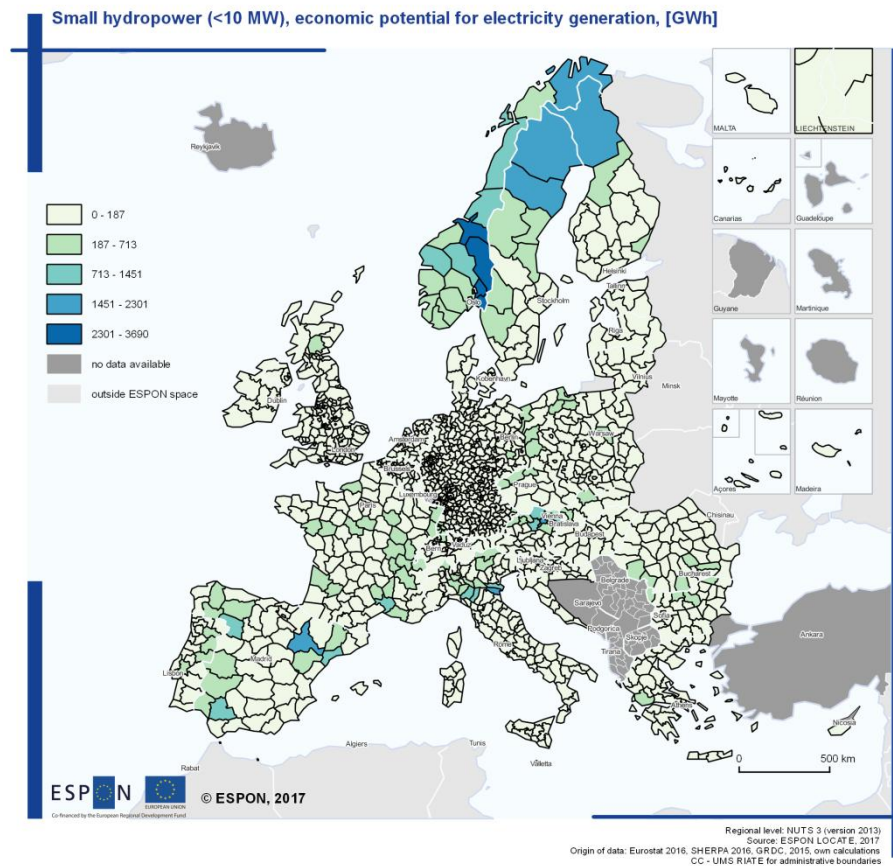 Small hydropower (<10 MW), economic potential for electricity generation, [GWh]
MALTA
LIECHTENSTEIN
Reykjavik
Canarias
Guadeloupe
0 - 187
187 - 713
713 - 1451
1451 - 2301
2301 - 3690
no data available
outside ESPON space
Guyane
Martinique
Oslo
Helsinki
Tallinn
Stockholm
Riga
Mayotte
Réunion
København
Vilnius
Minsk
Dublin
Amsterdam
Berlin
Warsaw
London
Brussels
Açores
Madeira
Luxembourg
Prague
Paris
Vienna
Bratislava
Chisinau
Bern
Vaduz
Budapest
Ljubljana
Zagreb
Bucharest
Belgrade
Sarajevo
Sofia
Podgorica
Skopje
Ankara
Rome
Tirana
Madrid
Lisbon
Athens
Nicosia
Algiers
Tunis
Valletta
Rabat
0 500 km
ESPON
EUROPEAN UNION
© ESPON, 2017
Co-financed by the European Regional Development Fund
Regional level: NUTS 3 (version 2013)
Source: ESPON LOCATE, 2017
Origin of data: Eurostat 2016, SHERPA 2016, GRDC, 2015, own calculations
CC - UMS RIATE for administrative boundaries